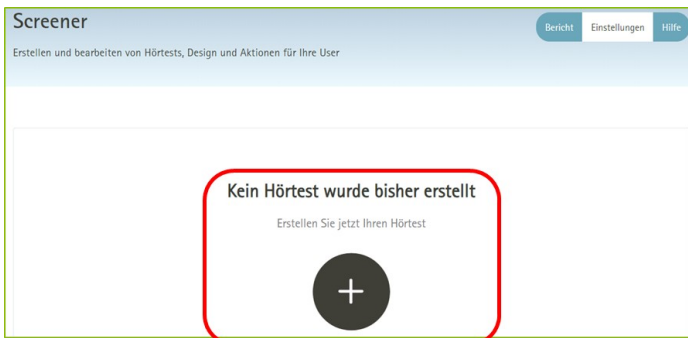 Screener
Bericht Einstellungen Hilfe
Erstellen und bearbeiten von Hörtests, Design und Aktionen für Ihre User
Kein Hörtest wurde bisher erstellt
Erstellen Sie jetzt Ihren Hörtest